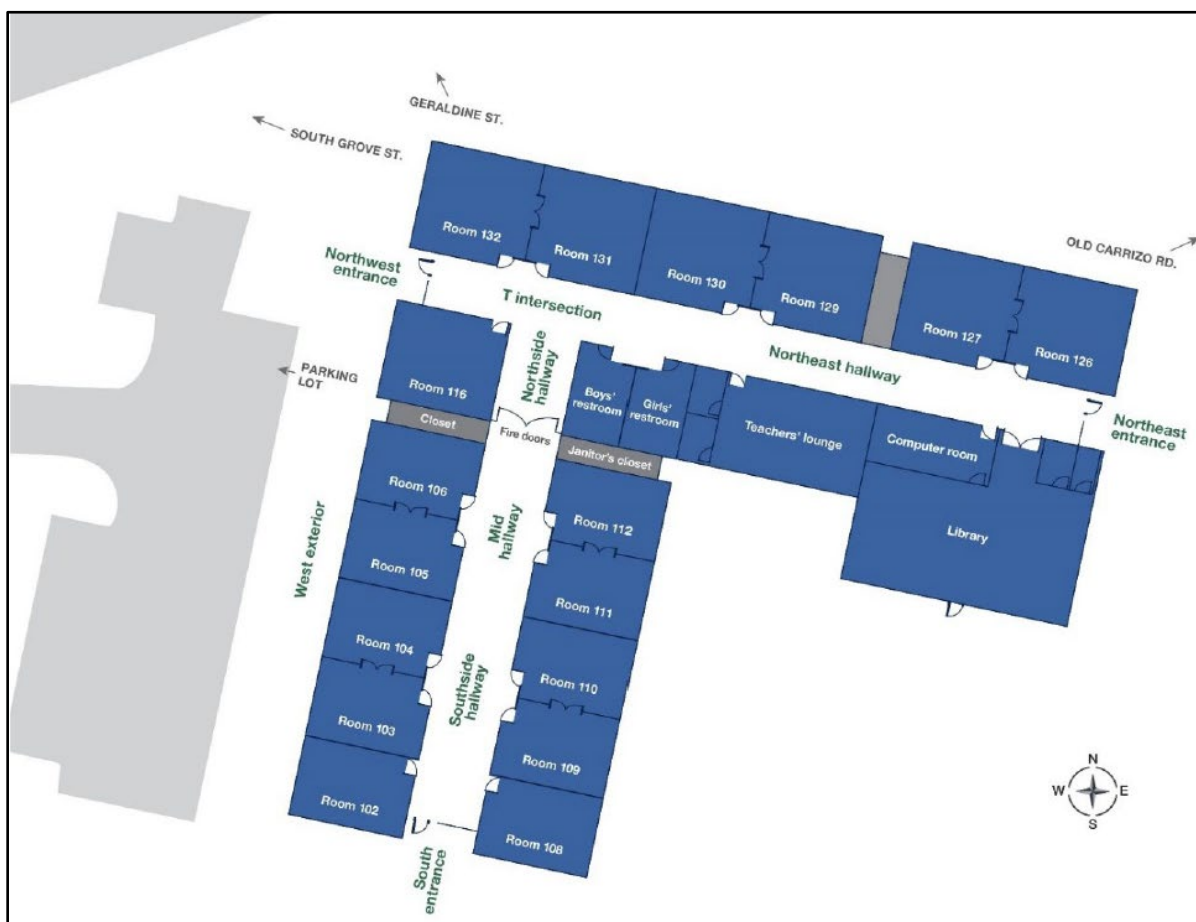 GERALDINE ST.
SOUTH GROVE ST.
OLD CARRIZO RD.
Room 132
Room 131
Room 130
Room 129
Room 127
Room 126
Northwest
entrance
T intersection
Northeast hallway
Northside
hallway
PARKING
LOT
Room 116
Closet
Fire doors
Boys'
restroom
Girls'
restroom
Janitor's closet
Teachers' lounge
Computer room
Northeast
entrance
Library
Room 106
Room 112
Mid
hallway
West exterior
Room 105
Room 111
Room 104
Room 110
Southside
hallway
Room 103
Room 109
Room 102
Room 108
South
entrance
N
W
E
S